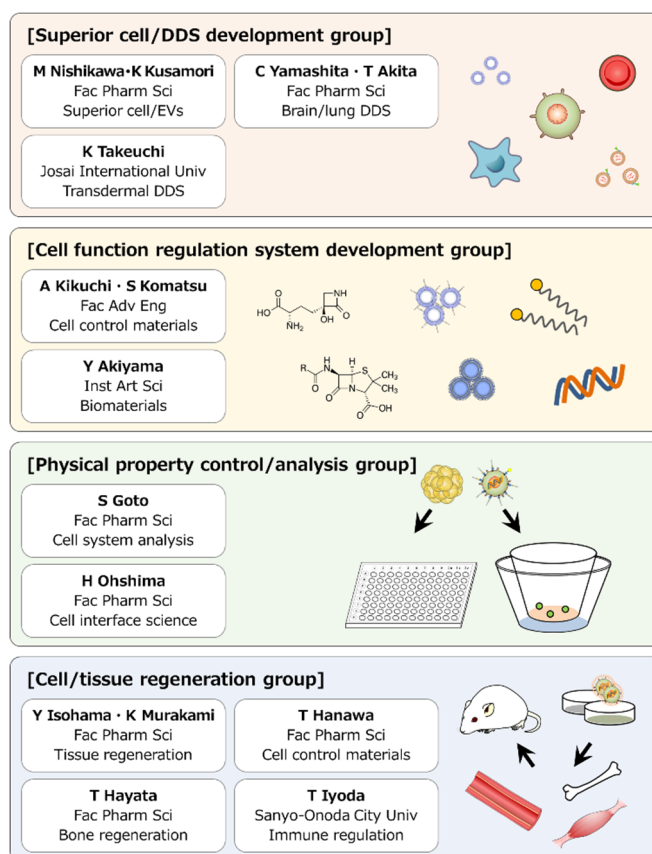 [Superior cell/DDS development group]
M Nishikawa・K Kusamori
Fac Pharm Sci
Superior cell/EVs
C Yamashita・T Akita
Fac Pharm Sci
Brain/lung DDS
K Takeuchi
Josai International Univ
Transdermal DDS
[Cell function regulation system development group]
A Kikuchi・S Komatsu
Fac Adv Eng
Cell control materials
O
NH
HO
O
NH₂
OH
Y Akiyama
Inst Art Sci
Biomaterials
R
H
N
H
S
CH₃
CH₃
O
N
O
OH
O
[Physical property control/analysis group]
S Goto
Fac Pharm Sci
Cell system analysis
H Ohshima
Fac Pharm Sci
Cell interface science
[Cell/tissue regeneration group]
Y Isohama・K Murakami
Fac Pharm Sci
Tissue regeneration
T Hanawa
Fac Pharm Sci
Cell control materials
T Hayata
Fac Pharm Sci
Bone regeneration
T Iyoda
Sanyo-Onoda City Univ
Immune regulation